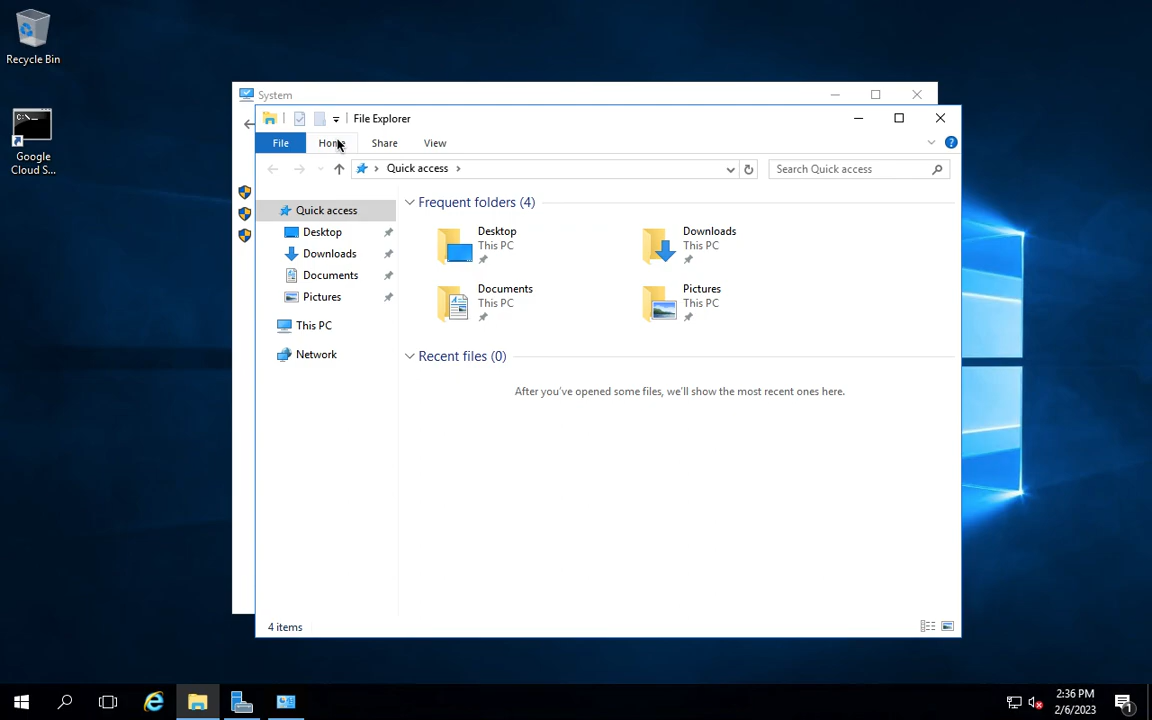 Recycle Bin
Google
Cloud S...
System
File Explorer
File
Home
Share
View
Quick access
Search Quick access
Quick access
Desktop
Downloads
Documents
Pictures
This PC
Network
Frequent folders (4)
Desktop
This PC
Downloads
This PC
Documents
This PC
Pictures
This PC
Recent files (0)
After you've opened some files, we'll show the most recent ones here.
4 items
2:36 PM
2/6/2023
1